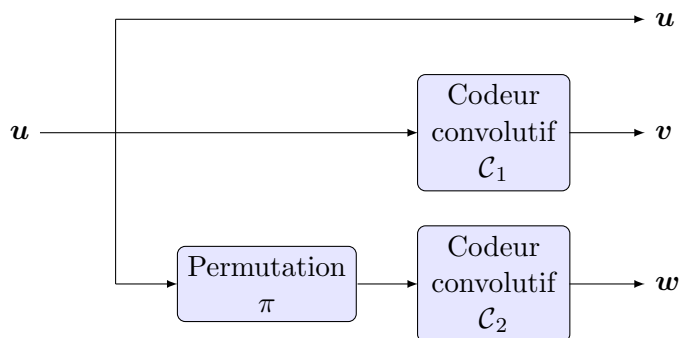 u
Codeur
convolutif
C₁
u
v
Permutation
π
Codeur
convolutif
C₂
w